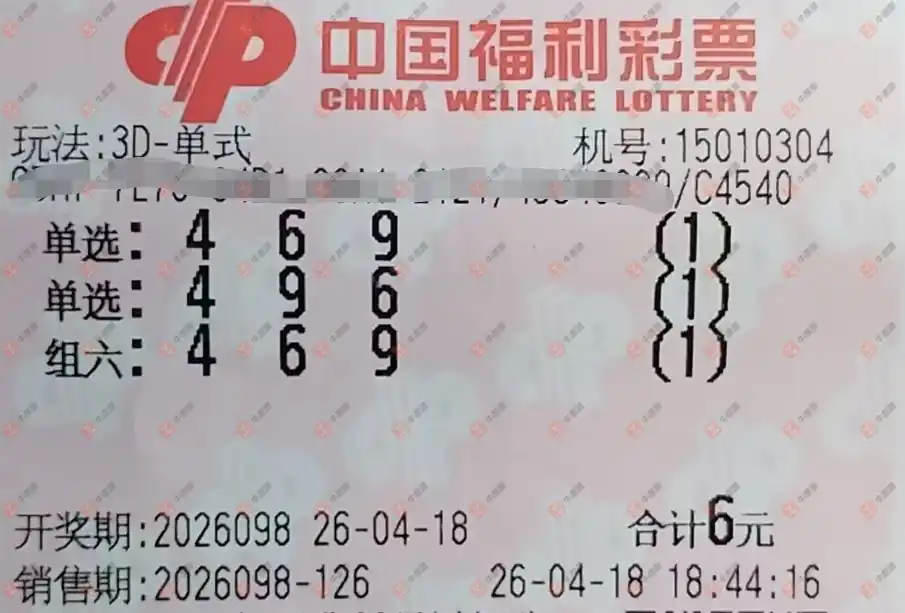 中国福利彩票
CHINA WELFARE LOTTERY
玩法:3D-单式 机号:15010304
/C4540
单选: 4 6 9 (1)
单选: 4 9 6 (1)
组六: 4 6 9 (1)
开奖期:2026098 26-04-18 合计6元
销售期:2026098-126 26-04-18 18:44:16